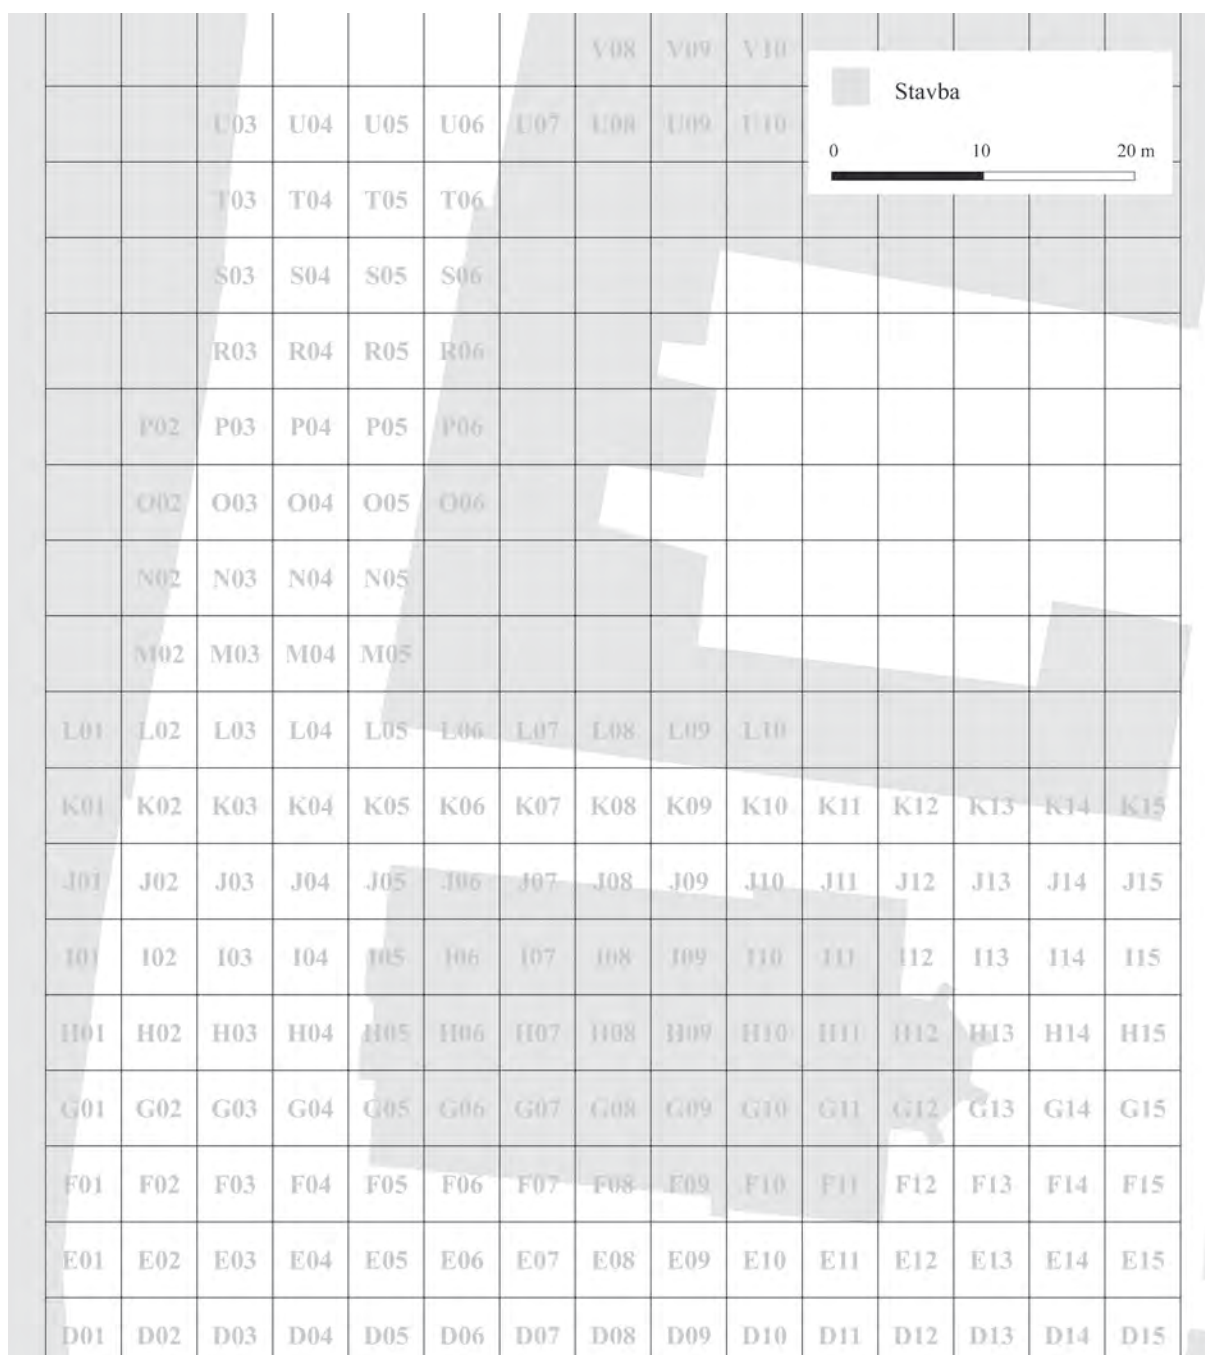 V08 V09 V10
Stavba
U03 U04 U05 U06 U07 U08 U09 U10
0 10 20 m
T03 T04 T05 T06
S03 S04 S05 S06
R03 R04 R05 R06
P02 P03 P04 P05 P06
O02 O03 O04 O05 O06
N02 N03 N04 N05
M02 M03 M04 M05
L01 L02 L03 L04 L05 L06 L07 L08 L09 L10
K01 K02 K03 K04 K05 K06 K07 K08 K09 K10 K11 K12 K13 K14 K15
J01 J02 J03 J04 J05 J06 J07 J08 J09 J10 J11 J12 J13 J14 J15
I01 I02 I03 I04 I05 I06 I07 I08 I09 I10 I11 I12 I13 I14 I15
H01 H02 H03 H04 H05 H06 H07 H08 H09 H10 H11 H12 H13 H14 H15
G01 G02 G03 G04 G05 G06 G07 G08 G09 G10 G11 G12 G13 G14 G15
F01 F02 F03 F04 F05 F06 F07 F08 F09 F10 F11 F12 F13 F14 F15
E01 E02 E03 E04 E05 E06 E07 E08 E09 E10 E11 E12 E13 E14 E15
D01 D02 D03 D04 D05 D06 D07 D08 D09 D10 D11 D12 D13 D14 D15